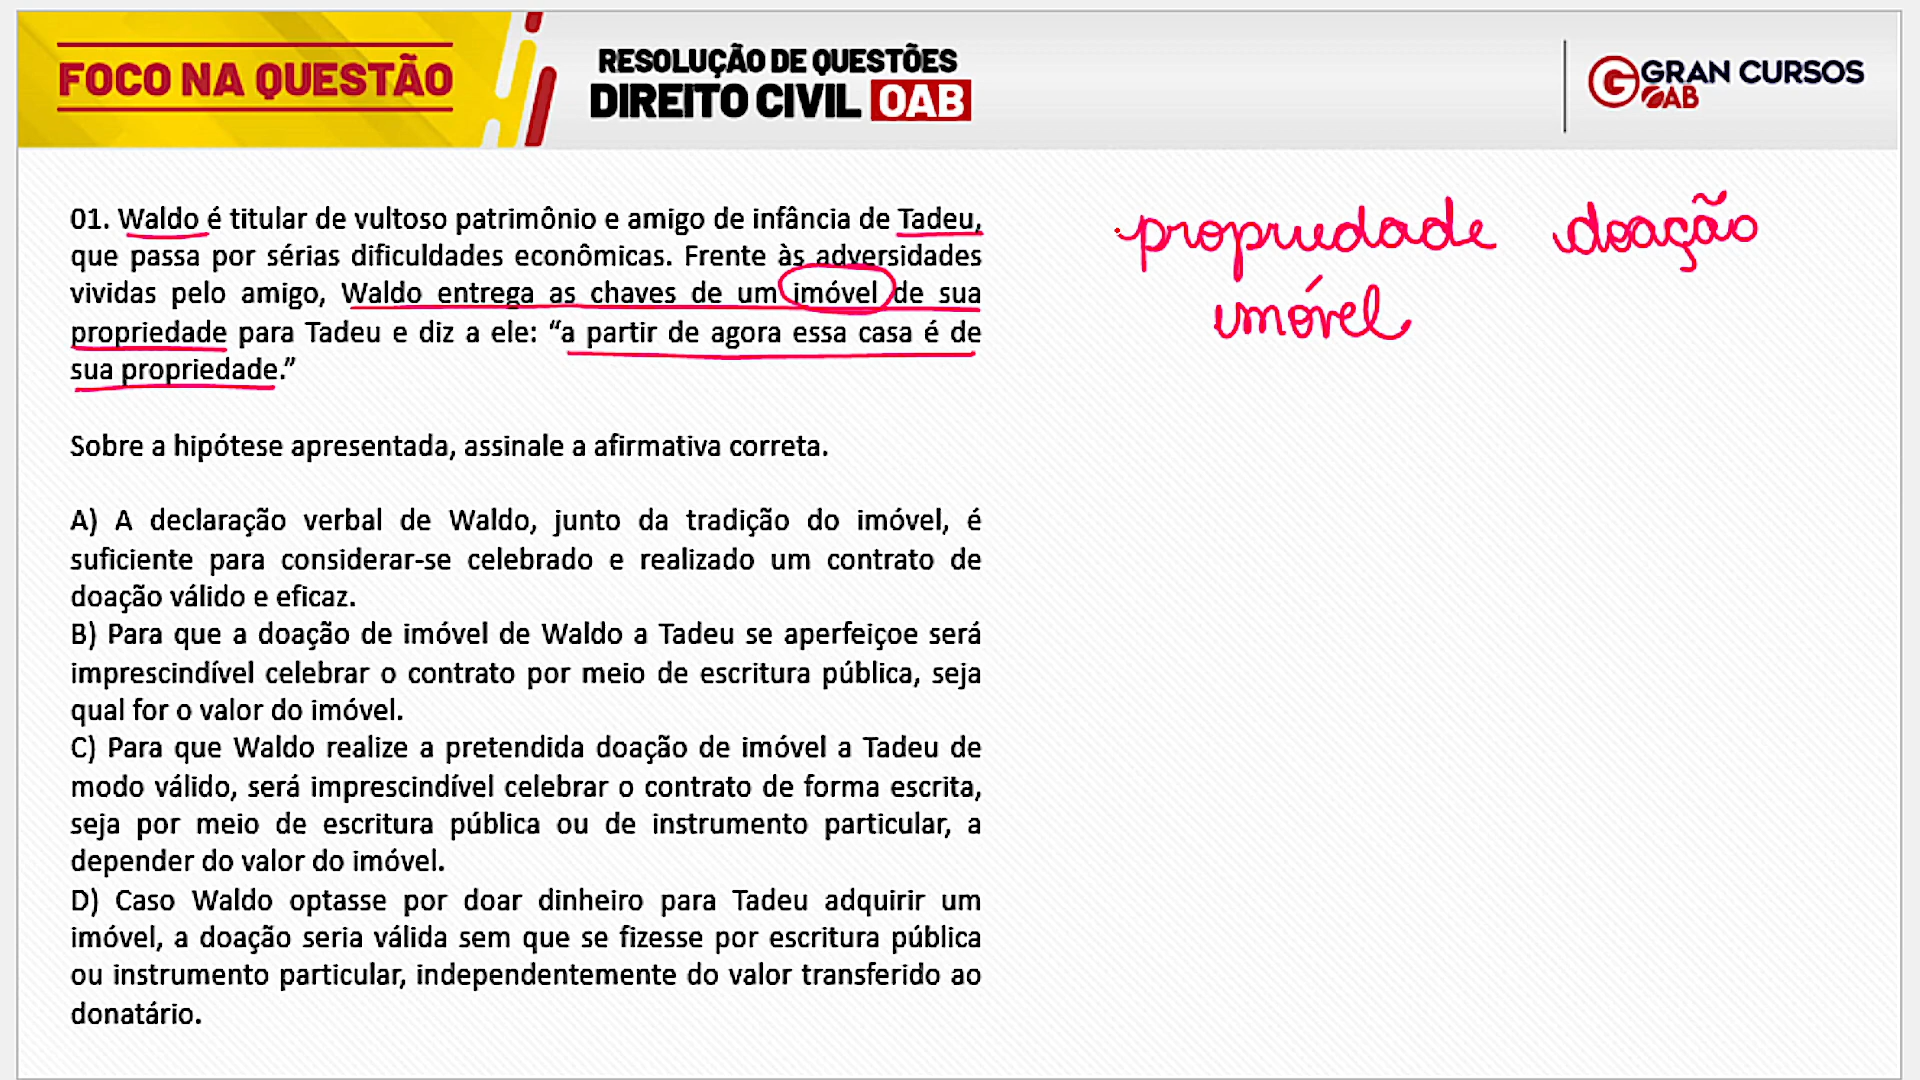 FOCO NA QUESTÃO
RESOLUÇÃO DE QUESTÕES
DIREITO CIVIL OAB
GRAN CURSOS
OAB
01. Waldo é titular de vultoso patrimônio e amigo de infância de Tadeu,
que passa por sérias dificuldades econômicas. Frente às adversidades
vividas pelo amigo, Waldo entrega as chaves de um imóvel de sua
propriedade para Tadeu e diz a ele: “a partir de agora essa casa é de
sua propriedade.”
propriedade doação
imóvel
Sobre a hipótese apresentada, assinale a afirmativa correta.
A) A declaração verbal de Waldo, junto da tradição do imóvel, é
suficiente para considerar-se celebrado e realizado um contrato de
doação válido e eficaz.
B) Para que a doação de imóvel de Waldo a Tadeu se aperfeiçoe será
imprescindível celebrar o contrato por meio de escritura pública, seja
qual for o valor do imóvel.
C) Para que Waldo realize a pretendida doação de imóvel a Tadeu de
modo válido, será imprescindível celebrar o contrato de forma escrita,
seja por meio de escritura pública ou de instrumento particular, a
depender do valor do imóvel.
D) Caso Waldo optasse por doar dinheiro para Tadeu adquirir um
imóvel, a doação seria válida sem que se fizesse por escritura pública
ou instrumento particular, independentemente do valor transferido ao
donatário.